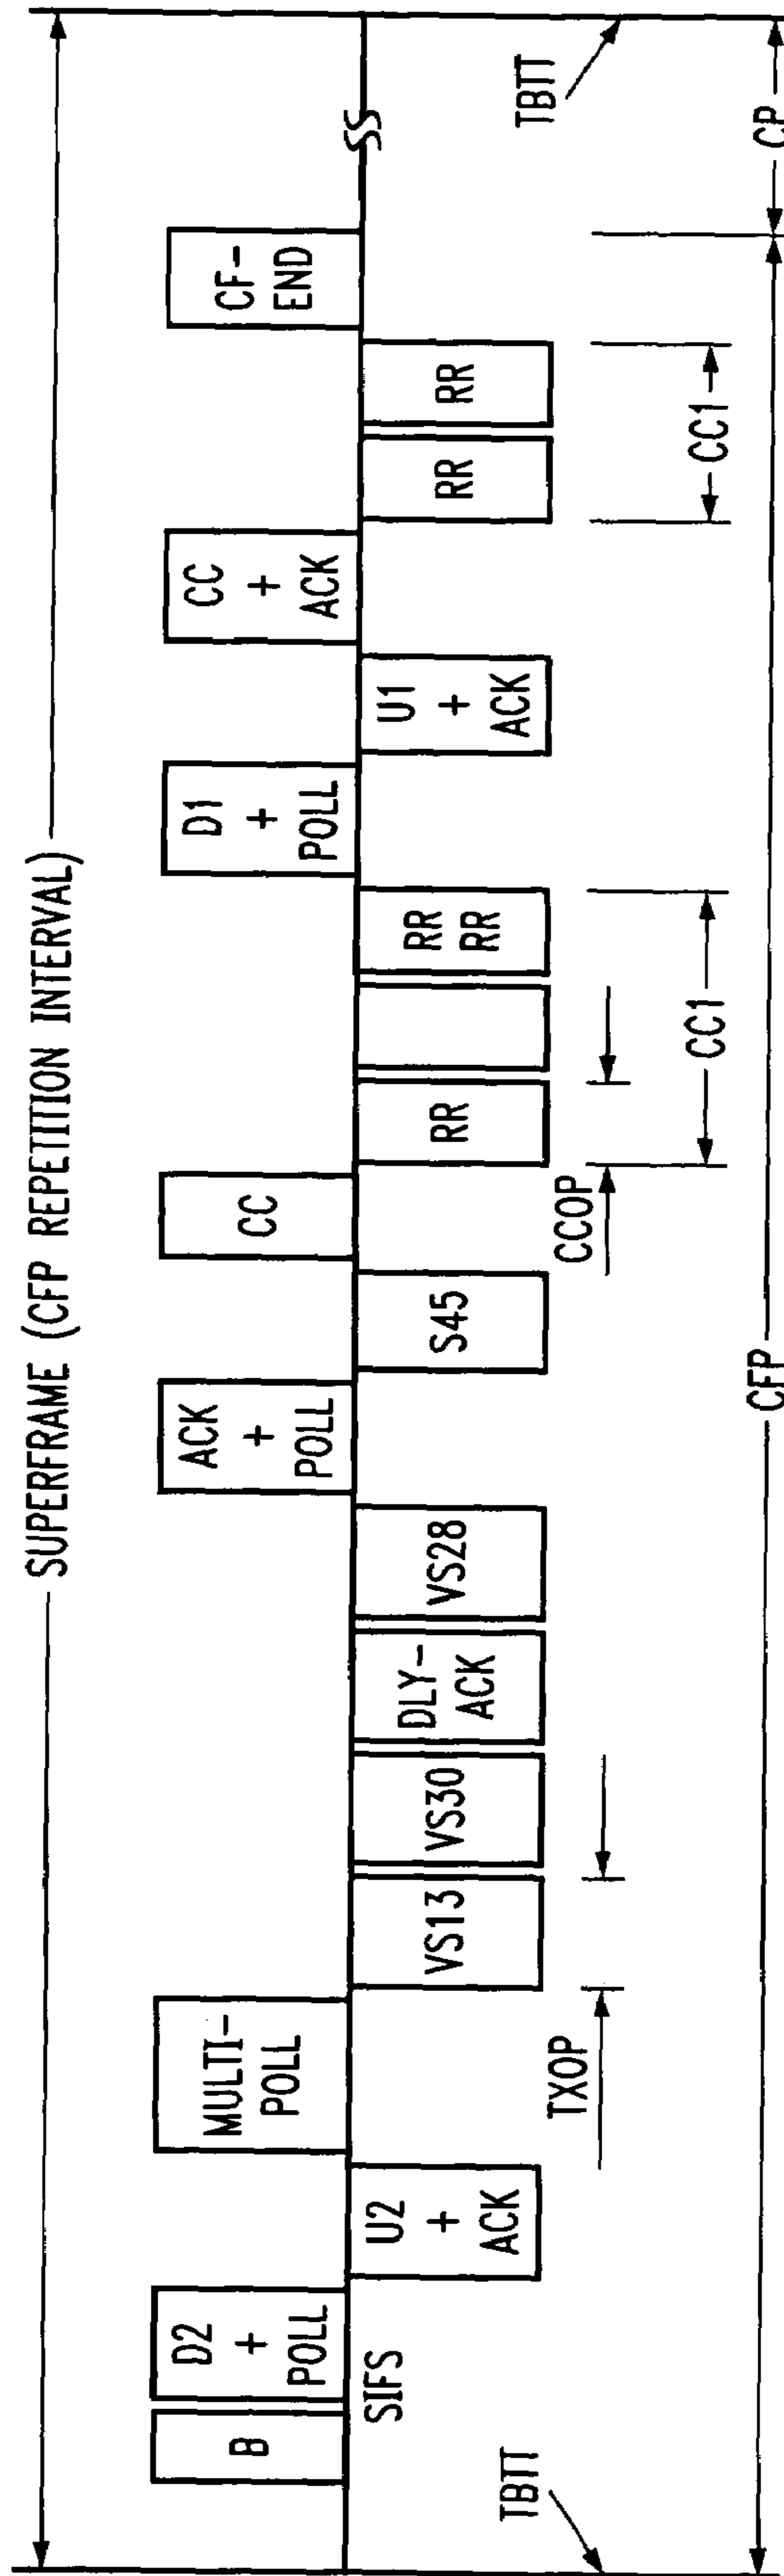 SUPERFRAME (CFP REPETITION INTERVAL)
B
D2
+
POLL
MULTI-
POLL
ACK
+
POLL
CC
D1
+
POLL
CC
+
ACK
CF-
END
SIFS
U2
+
ACK
VS13
VS30
DLY-
ACK
VS28
S45
RR
RR
RR
U1
+
ACK
RR
RR
TBTT
TXOP
CCOP
CC1
CC1
TBTT
CFP
CP